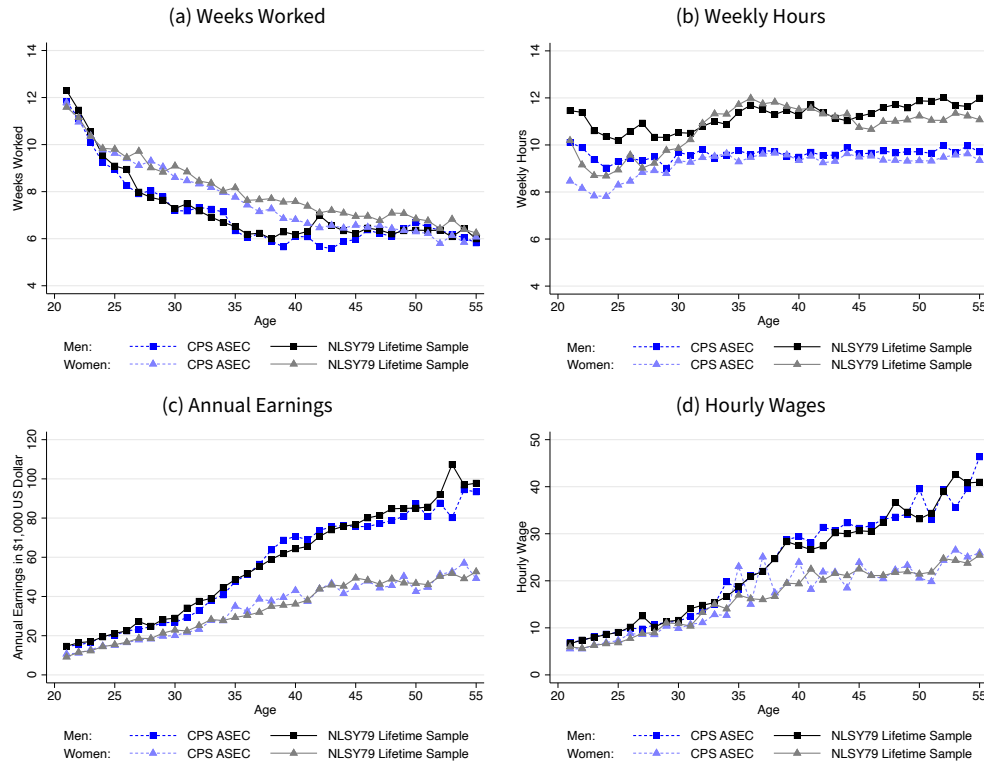 (a) Weeks Worked
Weeks Worked
14
12
10
8
6
4
20 25 30 35 40 45 50 55
Age
Men: CPS ASEC NLSY79 Lifetime Sample
Women: CPS ASEC NLSY79 Lifetime Sample
(b) Weekly Hours
Weekly Hours
14
12
10
8
6
4
20 25 30 35 40 45 50 55
Age
Men: CPS ASEC NLSY79 Lifetime Sample
Women: CPS ASEC NLSY79 Lifetime Sample
(c) Annual Earnings
Annual Earnings in $1,000 US Dollar
120
100
80
60
40
20
0
20 25 30 35 40 45 50 55
Age
Men: CPS ASEC NLSY79 Lifetime Sample
Women: CPS ASEC NLSY79 Lifetime Sample
(d) Hourly Wages
Hourly Wage
50
40
30
20
10
0
20 25 30 35 40 45 50 55
Age
Men: CPS ASEC NLSY79 Lifetime Sample
Women: CPS ASEC NLSY79 Lifetime Sample